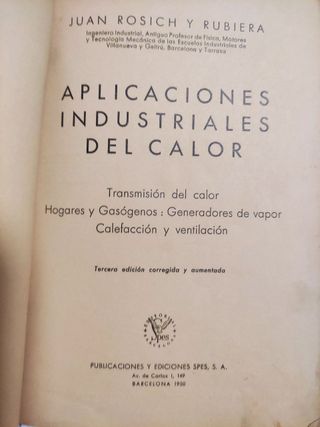 JUAN ROSICH Y RUBIERA
Ingeniero Industrial, Antiguo Profesor de Física, Motores
y Tecnología Mecánica de las Escuelas Industriales de
Villanueva y Geltrú, Barcelona y Tarrasa
APLICACIONES
INDUSTRIALES
DEL CALOR
Transmisión del calor
Hogares y Gasógenos : Generadores de vapor
Calefacción y ventilación
Tercera edición corregida y aumentada
Spes
PUBLICACIONES Y EDICIONES SPES, S. A.
Av. de Carlos I, 149
BARCELONA 1930